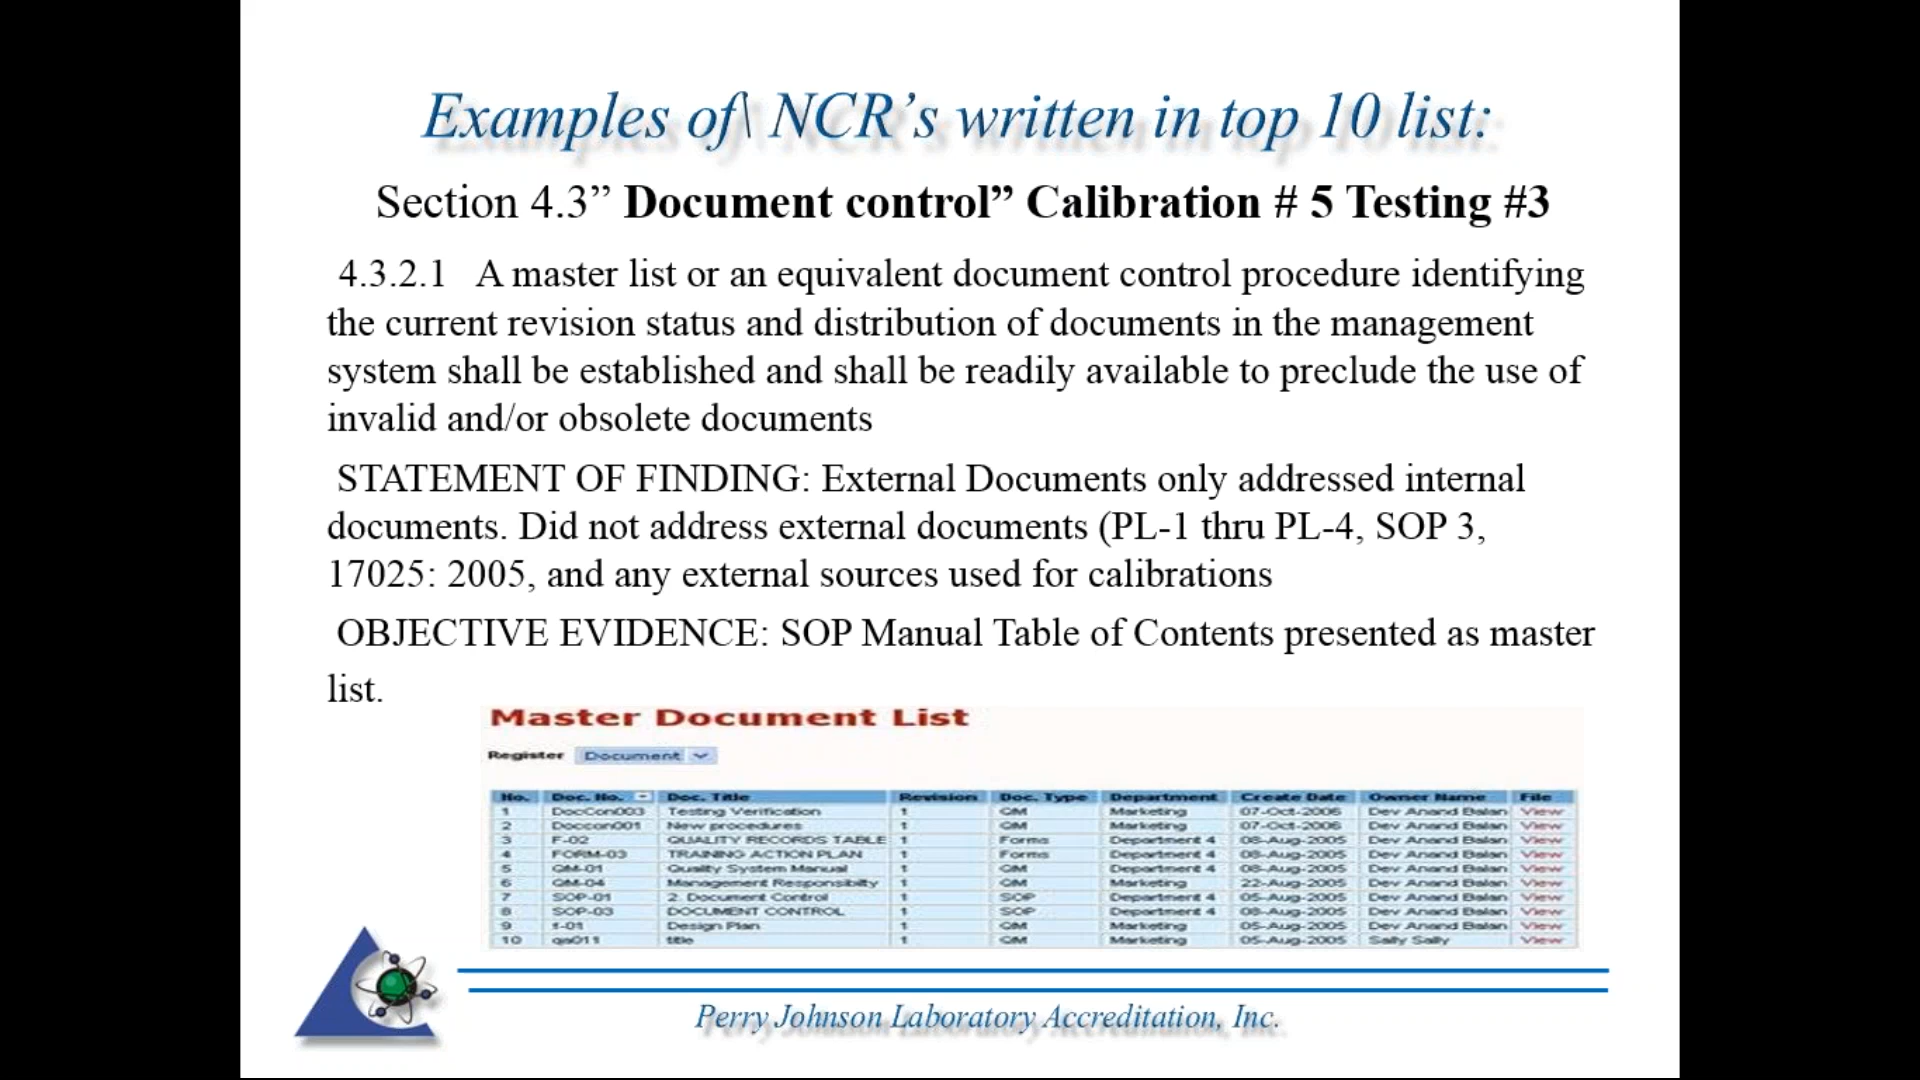 Examples of\ NCR’s written in top 10 list:
Section 4.3” Document control” Calibration # 5 Testing #3
4.3.2.1 A master list or an equivalent document control procedure identifying
the current revision status and distribution of documents in the management
system shall be established and shall be readily available to preclude the use of
invalid and/or obsolete documents
STATEMENT OF FINDING: External Documents only addressed internal
documents. Did not address external documents (PL-1 thru PL-4, SOP 3,
17025: 2005, and any external sources used for calibrations
OBJECTIVE EVIDENCE: SOP Manual Table of Contents presented as master
list.
Master Document List
Register Document
No. Doc. No. Doc. Title Revision Doc. Type Department Create Date Owner Name File
1 DocCon003 Testing Verification 1 QM Marketing 07-Oct-2006 Dev Anand Balan View
2 Doccon001 New procedures 1 QM Marketing 07-Oct-2006 Dev Anand Balan View
3 F-02 QUALITY RECORDS TABLE 1 Forms Department 4 08-Aug-2005 Dev Anand Balan View
4 FORM-03 TRAINING ACTION PLAN 1 Forms Department 4 08-Aug-2005 Dev Anand Balan View
5 QM-01 Quality System Manual 1 QM Department 4 08-Aug-2005 Dev Anand Balan View
6 QM-04 Management Responsibilty 1 QM Marketing 22-Aug-2005 Dev Anand Balan View
7 SOP-01 2. Document Control 1 SOP Department 4 05-Aug-2005 Dev Anand Balan View
8 SOP-03 DOCUMENT CONTROL 1 SOP Department 4 08-Aug-2005 Dev Anand Balan View
9 Design Plan 1 QM Marketing 05-Aug-2005 Dev Anand Balan View
10 qa011 title 1 QM Marketing 05-Aug-2005 Sally Sally View
Perry Johnson Laboratory Accreditation, Inc.